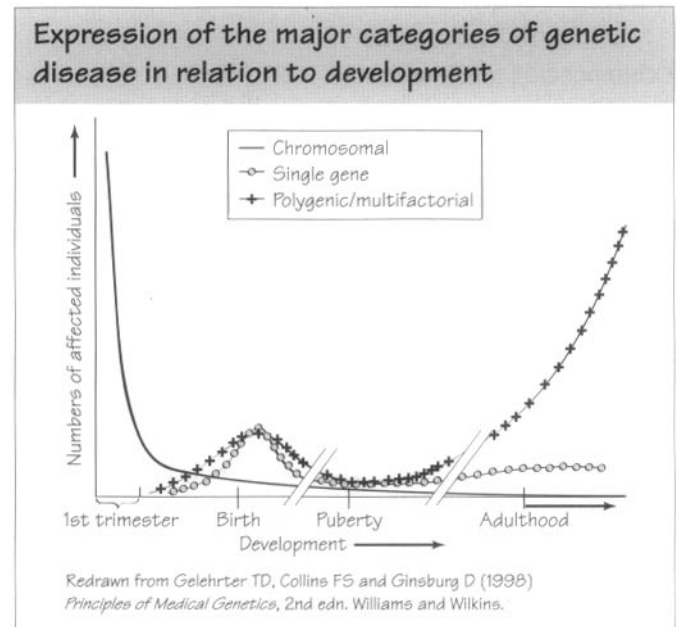 Expression of the major categories of genetic
disease in relation to development
Chromosomal
Single gene
Polygenic/multifactorial
Numbers of affected individuals
1st trimester
Birth
Puberty
Adulthood
Development
Redrawn from Gelehrter TD, Collins FS and Ginsburg D (1998)
Principles of Medical Genetics, 2nd edn. Williams and Wilkins.